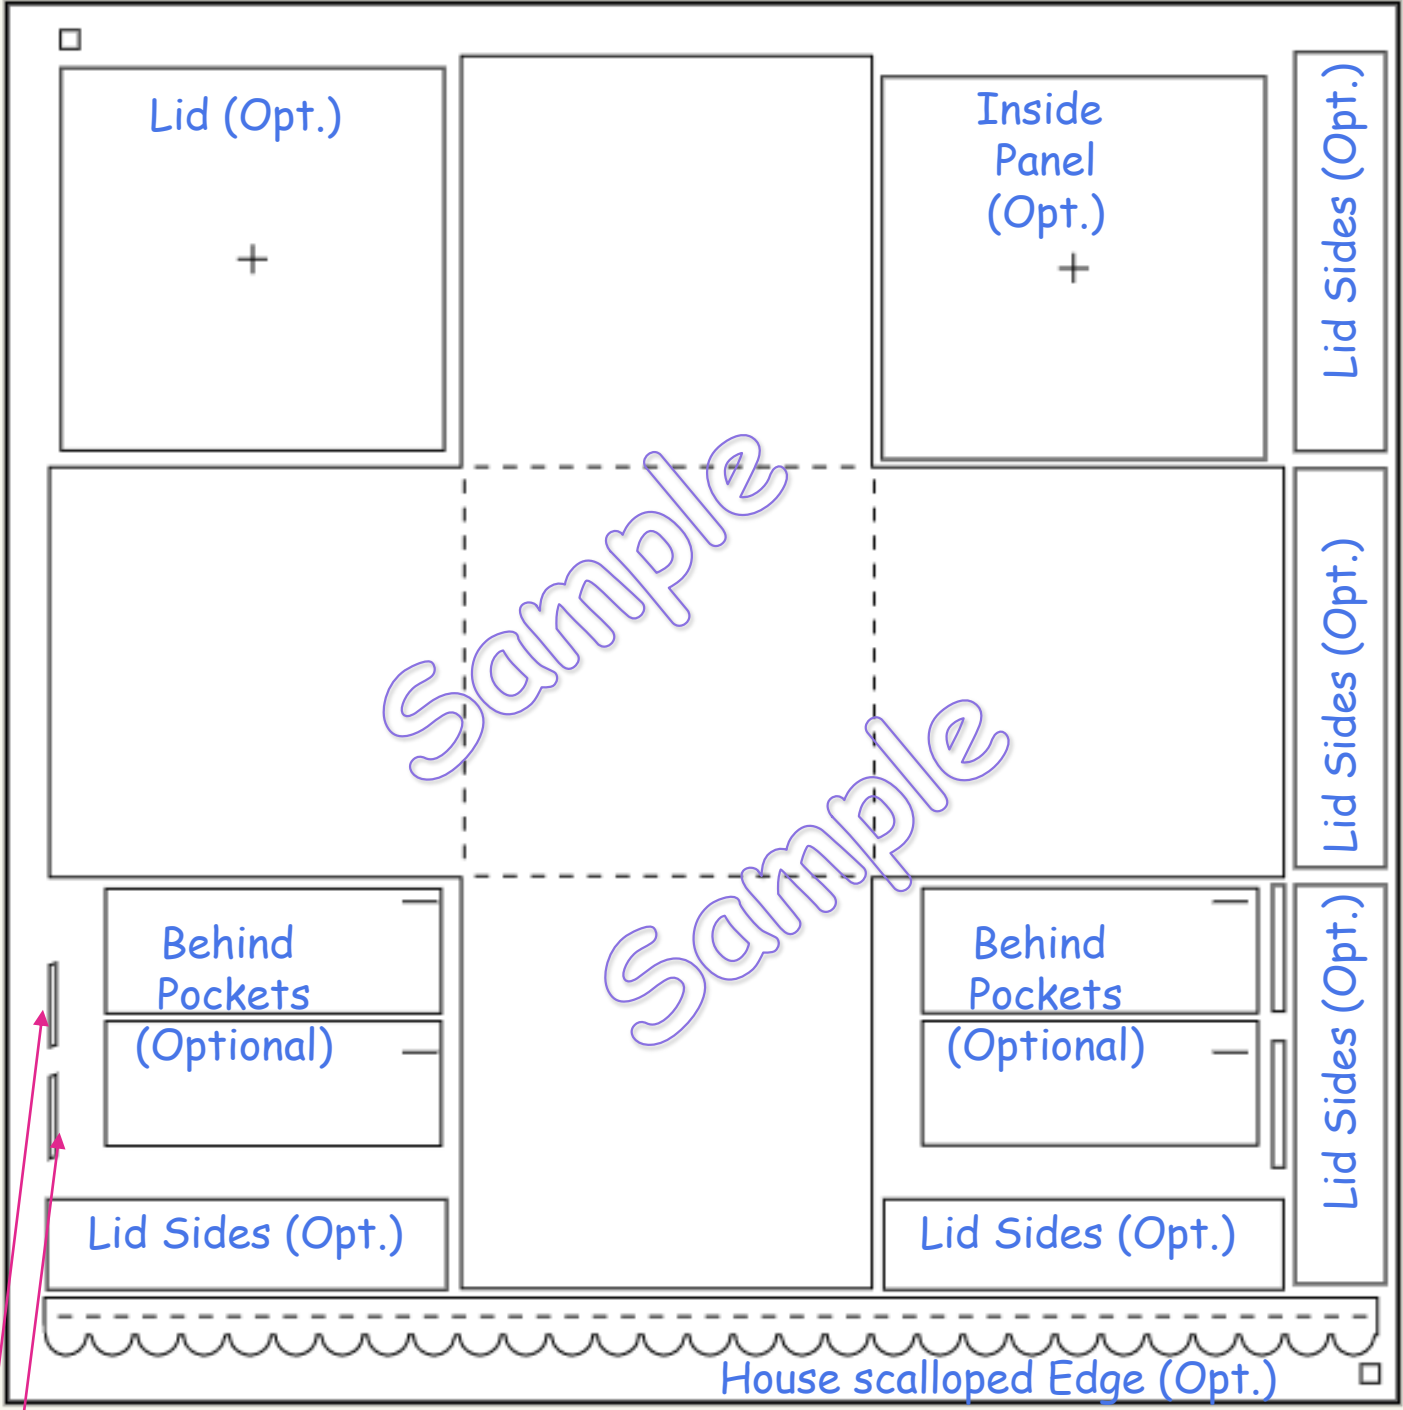 Lid (Opt.)
Inside
Panel
(Opt.)
Lid Sides (Opt.)
Sample
Lid Sides (Opt.)
Sample
Behind
Pockets
(Optional)
Behind
Pockets
(Optional)
Lid Sides (Opt.)
Lid Sides (Opt.)
Lid Sides (Opt.)
House scalloped Edge (Opt.)